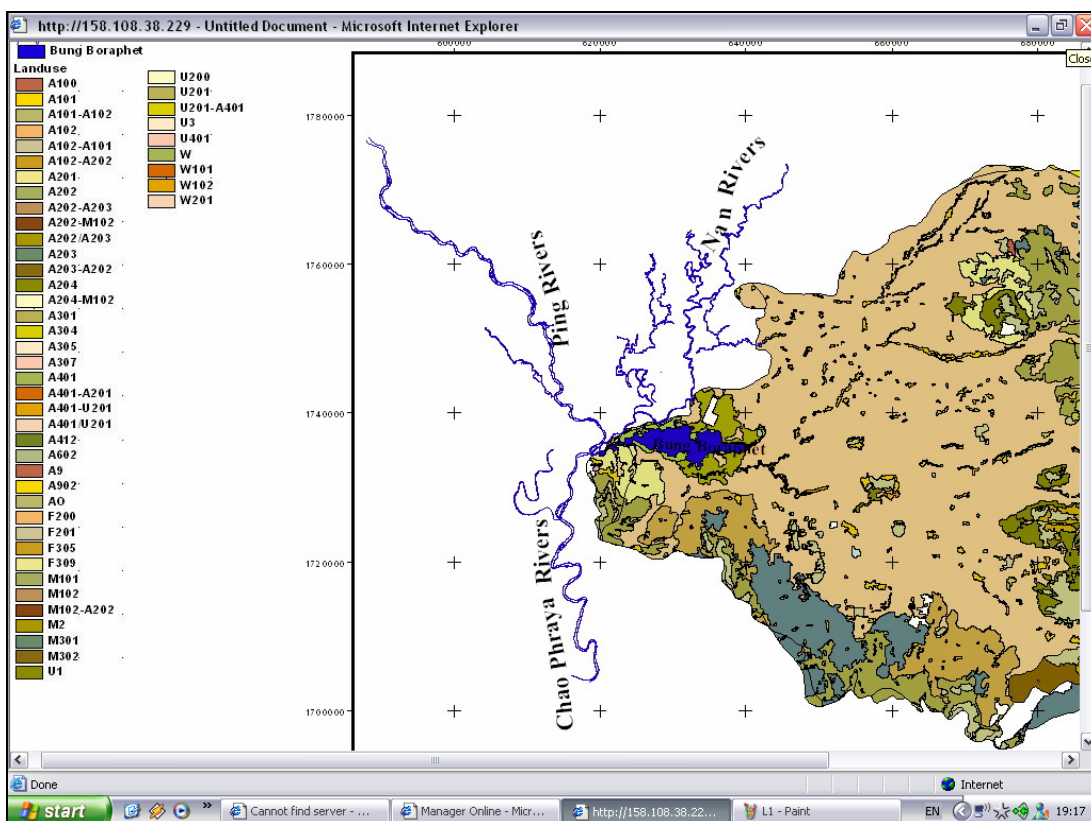 http://158.108.38.229 - Untitled Document - Microsoft Internet Explorer
Close
600000 620000 640000 660000 680000
Bung Boraphet
Landuse
A100
A101
A101-A102
A102
A102-A101
A102-A202
A201
A202
A202-A203
A202-M102
A202/A203
A203
A203-A202
A204
A204-M102
A301
A304
A305
A307
A401
A401-A201
A401-U201
A401/U201
A412
A602
A9
A902
AO
F200
F201
F305
F309
M101
M102
M102-A202
M2
M301
M302
U1
U200
U201
U201-A401
U3
U401
W
W101
W102
W201
1780000
1760000
1740000
1720000
1700000
Ping Rivers
Nan Rivers
Bung Boraphet
Chao Phraya Rivers
Done
Internet
start
»
Cannot find server - ...
Manager Online - Micr...
http://158.108.38.22...
L1 - Paint
EN
19:17